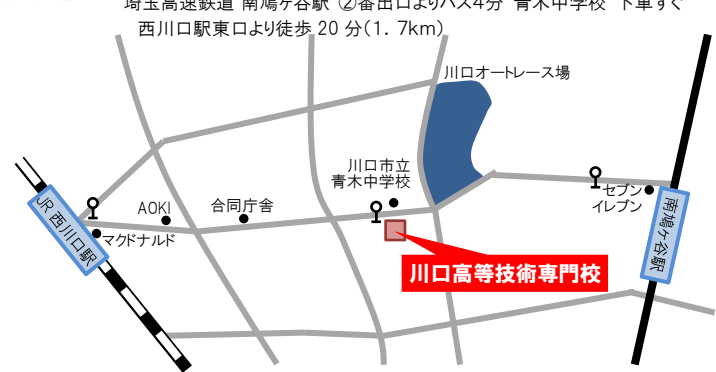 埼玉高速鉄道 南鳩ヶ谷駅 ②番出口よりバス4分 青木中学校 下車すぐ
西川口駅東口より徒歩 20 分(1. 7km)
川口オートレース場
川口市立
青木中学校
セブン
イレブン
AOKI
合同庁舎
マクドナルド
JR 西川口駅
南鳩ヶ谷駅
川口高等技術専門校